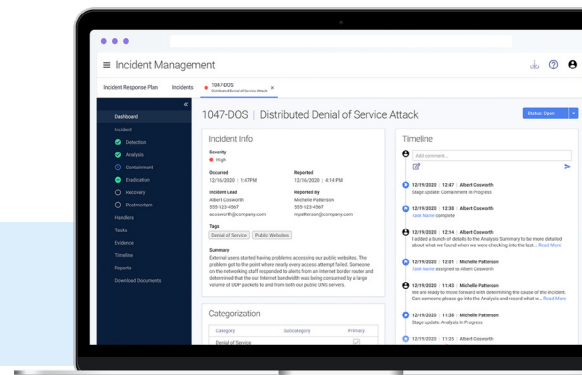 Incident Management
Incident Response Plan
Incidents
1047-DOS
Distributed Denial of Service Attack
×
«
Dashboard
Incident
Detection
Analysis
Containment
Eradication
Recovery
Postmortem
Handlers
Tasks
Evidence
Timeline
Reports
Download Documents
1047-DOS | Distributed Denial of Service Attack
Status: Open
Incident Info
Severity
High
Occurred
12/16/2020 | 1:47PM
Reported
12/16/2020 | 4:14 PM
Incident Lead
Albert Cosworth
555-123-4567
acosworth@company.com
Reported By
Michelle Patterson
555-123-4567
mpatterson@company.com
Tags
Denial of Service
Public Websites
Summary
External users started having problems accessing our public websites. The
problem got to the point where nearly every access attempt failed. Someone
on the networking staff responded to alerts from an Internet border router and
determined that the our Internet bandwidth was being consumed by a large
volume of UDP packets to and from both our public DNS servers.
Categorization
Category
Subcategory
Primary
Denial of Service
Timeline
Add comment...
12/19/2020 | 12:47 | Albert Cosworth
Stage update: Containment in Progress
12/19/2020 | 12:38 | Albert Cosworth
Task Name complete
12/19/2020 | 12:14 | Albert Cosworth
I added a bunch of details to the Analysis Summary to be more detailed
about what we found when we were checking into the last... Read More
12/19/2020 | 12:01 | Michelle Patterson
Task Name assigned to Albert Cosworth
12/19/2020 | 11:43 | Michelle Patterson
We are ready to move forward with determining the cause of the incident.
Can someone please go into the Analysis and record what is... Read More
12/19/2020 | 11:38 | Michelle Patterson
Stage update: Analysis in Progress
12/19/2020 | 11:25 | Albert Cosworth